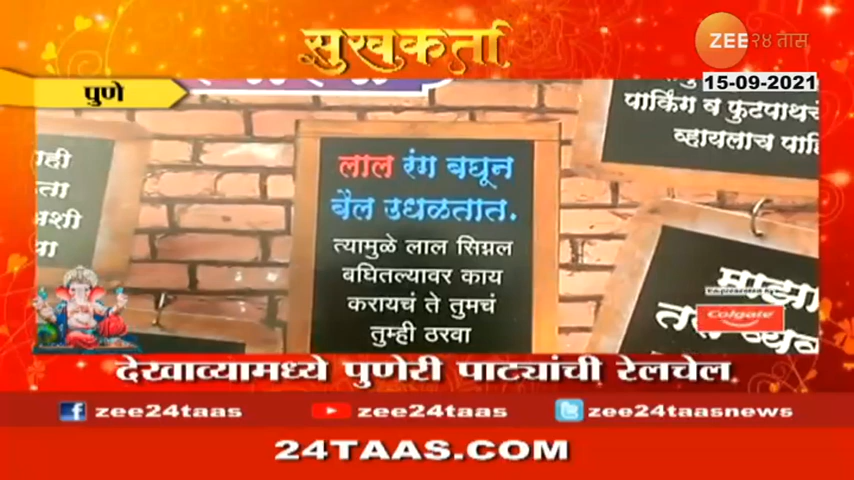 सुखकर्ता
ZEE २४ तास
15-09-2021
पुणे
पार्किंग व फुटपाथचं
व्हायलाच पाहि
लाल रंग बघून
बैल उधळतात.
त्यामुळे लाल सिग्नल
बघितल्यावर काय
करायचं ते तुमचं
तुम्ही ठरवा
माझा
Colgate
देखाव्यामध्ये पुणेरी पाट्यांची रेलचेल
zee24taas
zee24taas
zee24taasnews
24TAAS.COM